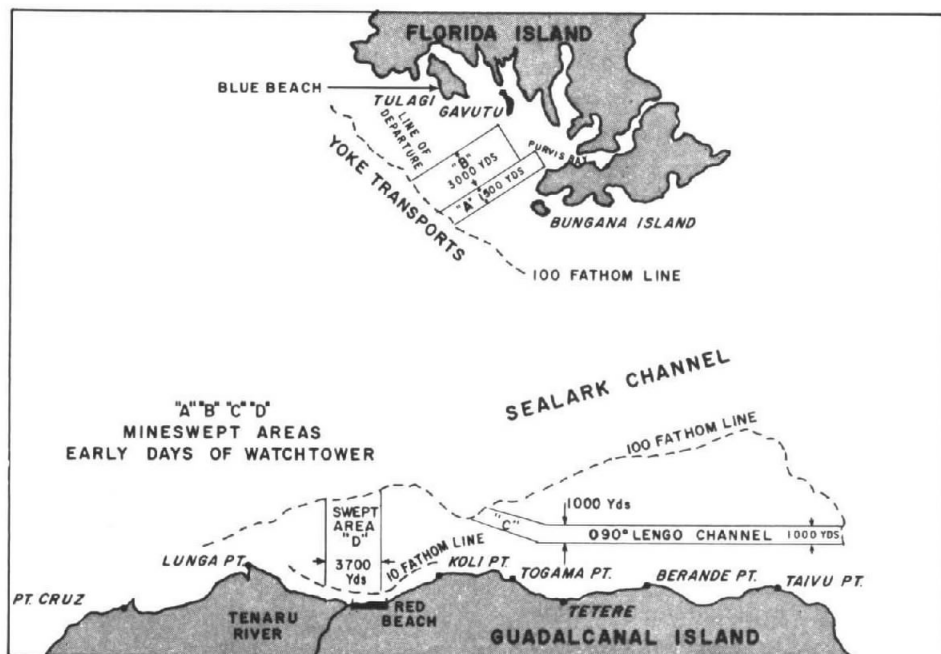 FLORIDA ISLAND
BLUE BEACH
TULAGI
GAVUTU
LINE OF
DEPARTURE
"B"
3000 YDS
PURVIS BAY
"A" 1500 YDS
YOKE TRANSPORTS
BUNGANA ISLAND
100 FATHOM LINE
SEALARK CHANNEL
"A" "B" "C" "D"
MINESWEPT AREAS
EARLY DAYS OF WATCHTOWER
100 FATHOM LINE
SWEPT
AREA
"D"
3700
Yds
"C"
1000 Yds
090° LENGO CHANNEL
1000 YDS
10 FATHOM LINE
LUNGA PT.
KOLI PT.
TOGAMA PT.
BERANDE PT.
TAIVU PT.
PT. CRUZ
TENARU
RIVER
RED
BEACH
TETERE
GUADALCANAL ISLAND